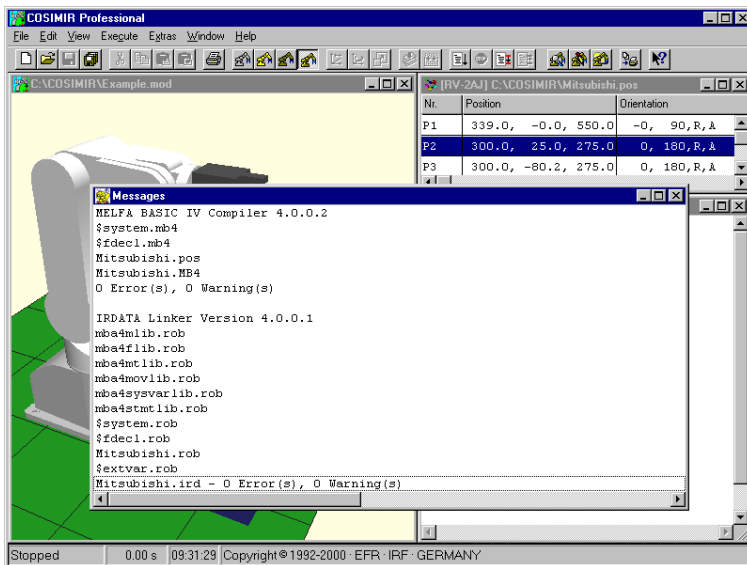 COSIMIR Professional
File Edit View Execute Extras Window Help
C:\COSIMIR\Example.mod
[RV-2AJ] C:\COSIMIR\Mitsubishi.pos
Nr. Position Orientation
P1 339.0, -0.0, 550.0 -0, 90,R,A
P2 300.0, 25.0, 275.0 0, 180,R,A
P3 300.0, -80.2, 275.0 0, 180,R,A
Messages
MELFA BASIC IV Compiler 4.0.0.2
$system.mb4
$fdecl.mb4
Mitsubishi.pos
Mitsubishi.MB4
0 Error(s), 0 Warning(s)
IRDATA Linker Version 4.0.0.1
mba4mlib.rob
mba4flib.rob
mba4mtlib.rob
mba4movlib.rob
mba4sysvarlib.rob
mba4stmtlib.rob
$system.rob
$fdecl.rob
Mitsubishi.rob
$extvar.rob
Mitsubishi.ird - 0 Error(s), 0 Warning(s)
Stopped 0.00 s 09:31:29 Copyright © 1992-2000 · EFR · IRF · GERMANY